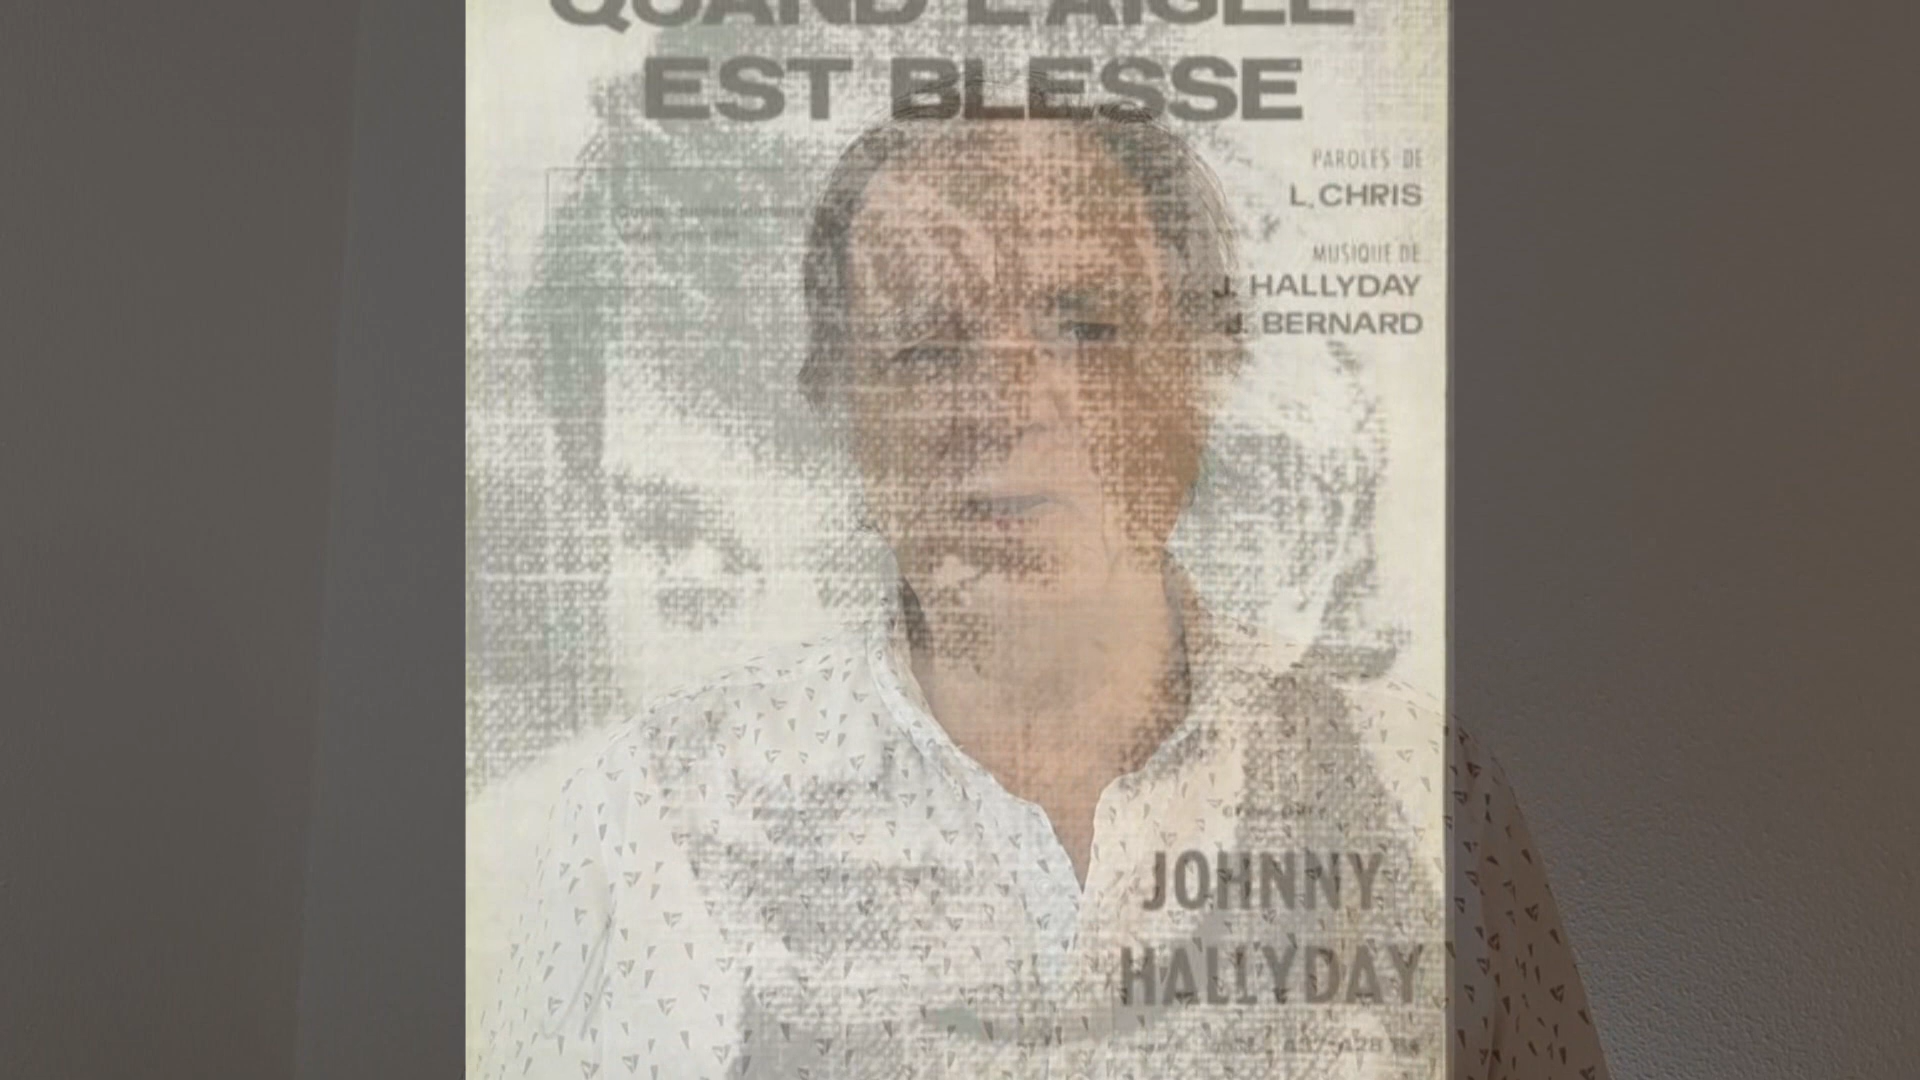 QUAND L'AIGLE
EST BLESSE
PAROLES DE
L. CHRIS
MUSIQUE DE
J. HALLYDAY
J. BERNARD
JOHNNY
HALLYDAY